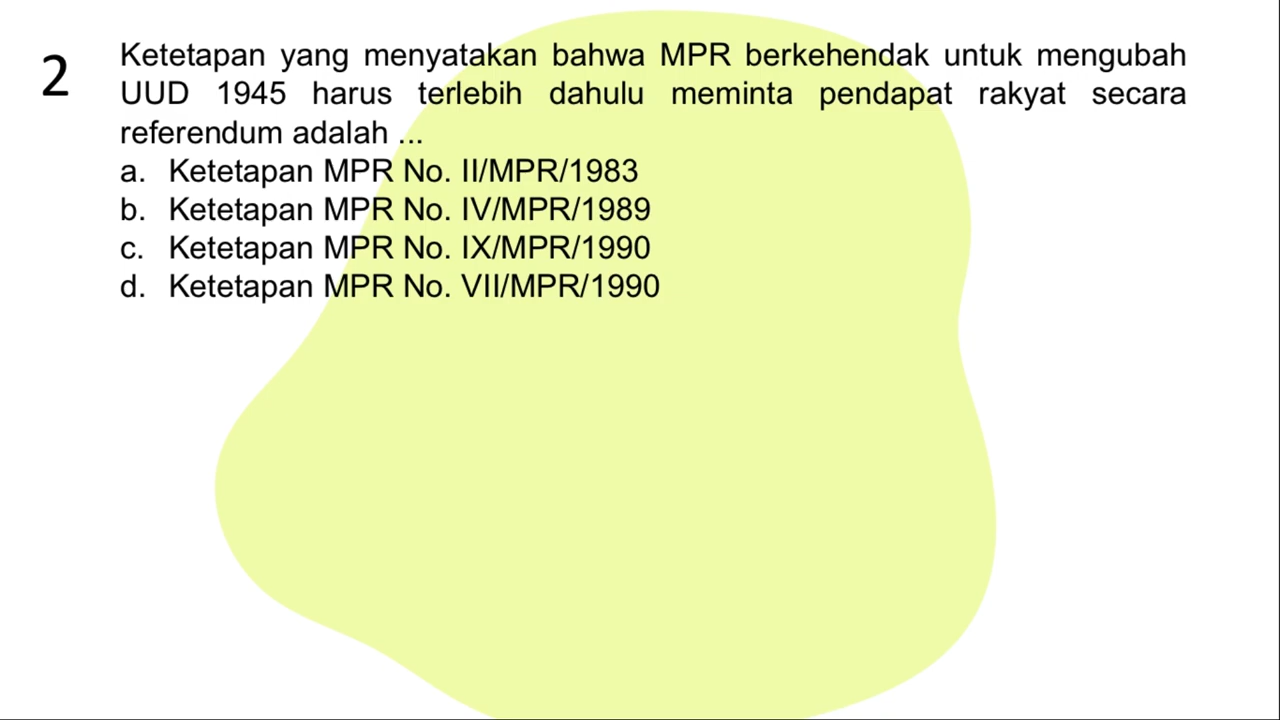 2
Ketetapan yang menyatakan bahwa MPR berkehendak untuk mengubah
UUD 1945 harus terlebih dahulu meminta pendapat rakyat secara
referendum adalah ...
a. Ketetapan MPR No. II/MPR/1983
b. Ketetapan MPR No. IV/MPR/1989
c. Ketetapan MPR No. IX/MPR/1990
d. Ketetapan MPR No. VII/MPR/1990